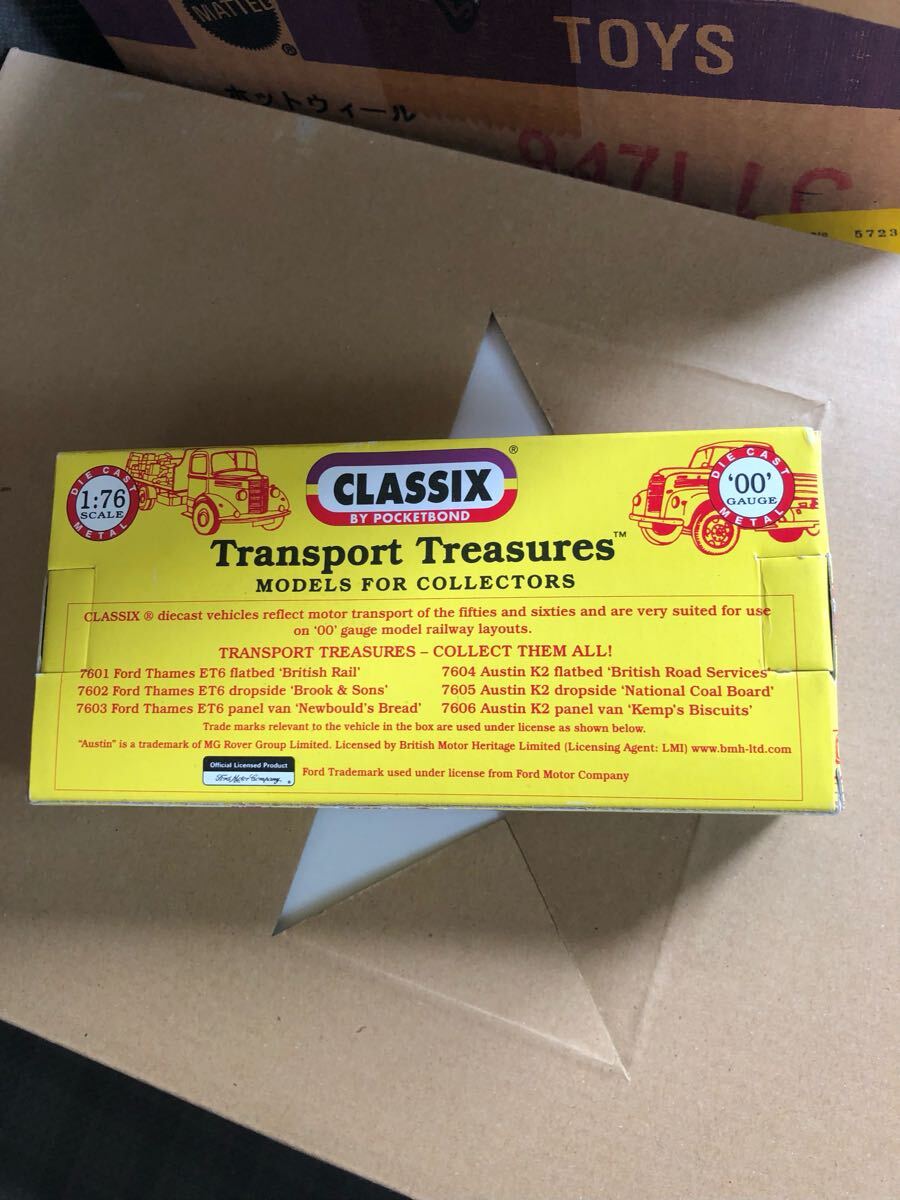 MATTEL
®
TOYS
ホットウィール
5723
DIE CAST
1:76
SCALE
METAL
CLASSIX®
BY POCKETBOND
DIE CAST
'OO'
GAUGE
METAL
Transport Treasures™
MODELS FOR COLLECTORS
CLASSIX ® diecast vehicles reflect motor transport of the fifties and sixties and are very suited for use
on '00' gauge model railway layouts.
TRANSPORT TREASURES – COLLECT THEM ALL!
7601 Ford Thames ET6 flatbed 'British Rail'
7602 Ford Thames ET6 dropside 'Brook & Sons'
7603 Ford Thames ET6 panel van 'Newbould's Bread'
7604 Austin K2 flatbed 'British Road Services'
7605 Austin K2 dropside 'National Coal Board'
7606 Austin K2 panel van 'Kemp's Biscuits'
Trade marks relevant to the vehicle in the box are used under license as shown below.
"Austin" is a trademark of MG Rover Group Limited. Licensed by British Motor Heritage Limited (Licensing Agent: LMI) www.bmh-ltd.com
Official Licensed Product
Ford Motor Company
Ford Trademark used under license from Ford Motor Company